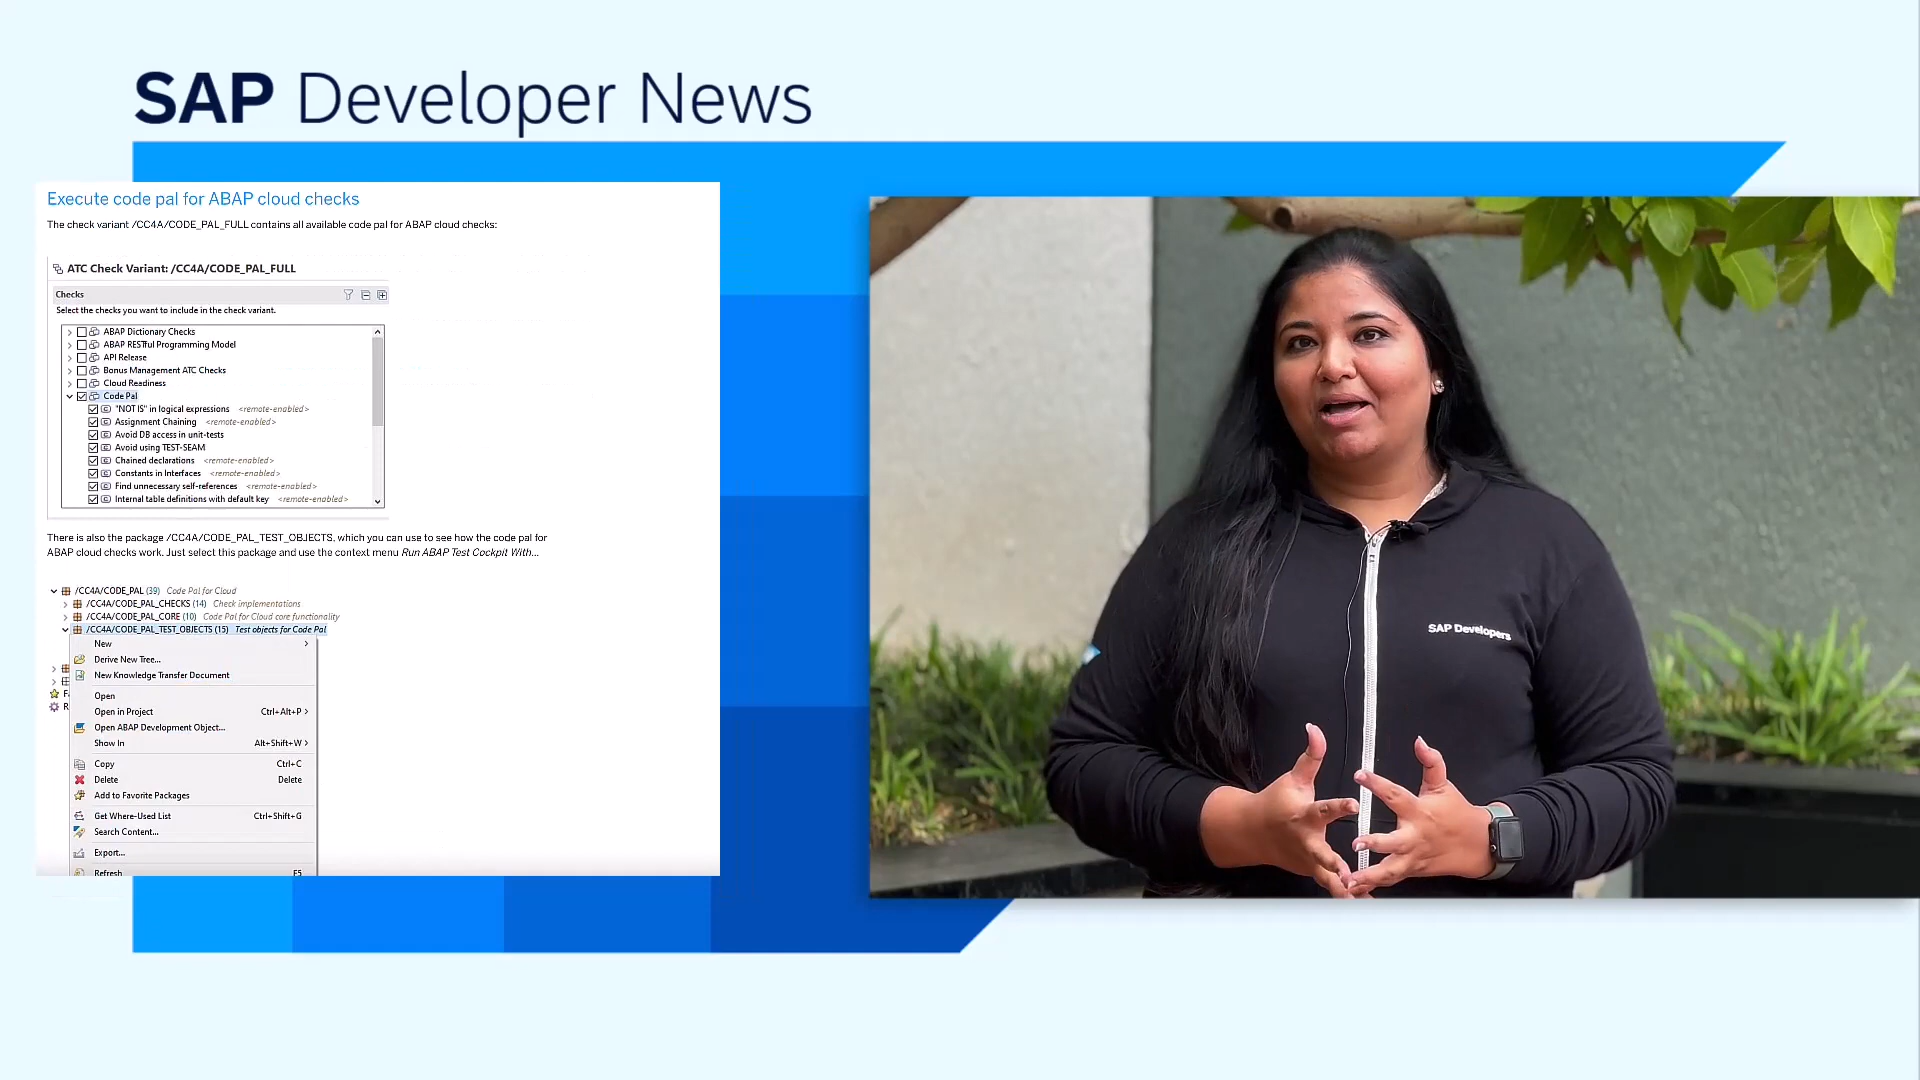 SAP Developer News
Execute code pal for ABAP cloud checks
The check variant /CC4A/CODE_PAL_FULL contains all available code pal for ABAP cloud checks:
ATC Check Variant: /CC4A/CODE_PAL_FULL
Checks
Select the checks you want to include in the check variant.
ABAP Dictionary Checks
ABAP RESTful Programming Model
API Release
Bonus Management ATC Checks
Cloud Readiness
Code Pal
"NOT IS" in logical expressions <remote-enabled>
Assignment Chaining <remote-enabled>
Avoid DB access in unit-tests
Avoid using TEST-SEAM
Chained declarations <remote-enabled>
Constants in Interfaces <remote-enabled>
Find unnecessary self-references <remote-enabled>
Internal table definitions with default key <remote-enabled>
There is also the package /CC4A/CODE_PAL_TEST_OBJECTS, which you can use to see how the code pal for
ABAP cloud checks work. Just select this package and use the context menu Run ABAP Test Cockpit With...
/CC4A/CODE_PAL (39) Code Pal for Cloud
/CC4A/CODE_PAL_CHECKS (14) Check implementations
/CC4A/CODE_PAL_CORE (10) Code Pal for Cloud core functionality
/CC4A/CODE_PAL_TEST_OBJECTS (15) Test objects for Code Pal
New
Derive New Tree...
New Knowledge Transfer Document
Open
Open in Project Ctrl+Alt+P
Open ABAP Development Object...
Show In Alt+Shift+W
Copy Ctrl+C
Delete Delete
Add to Favorite Packages
Get Where-Used List Ctrl+Shift+G
Search Content...
Export...
Refresh F5
SAP Developers